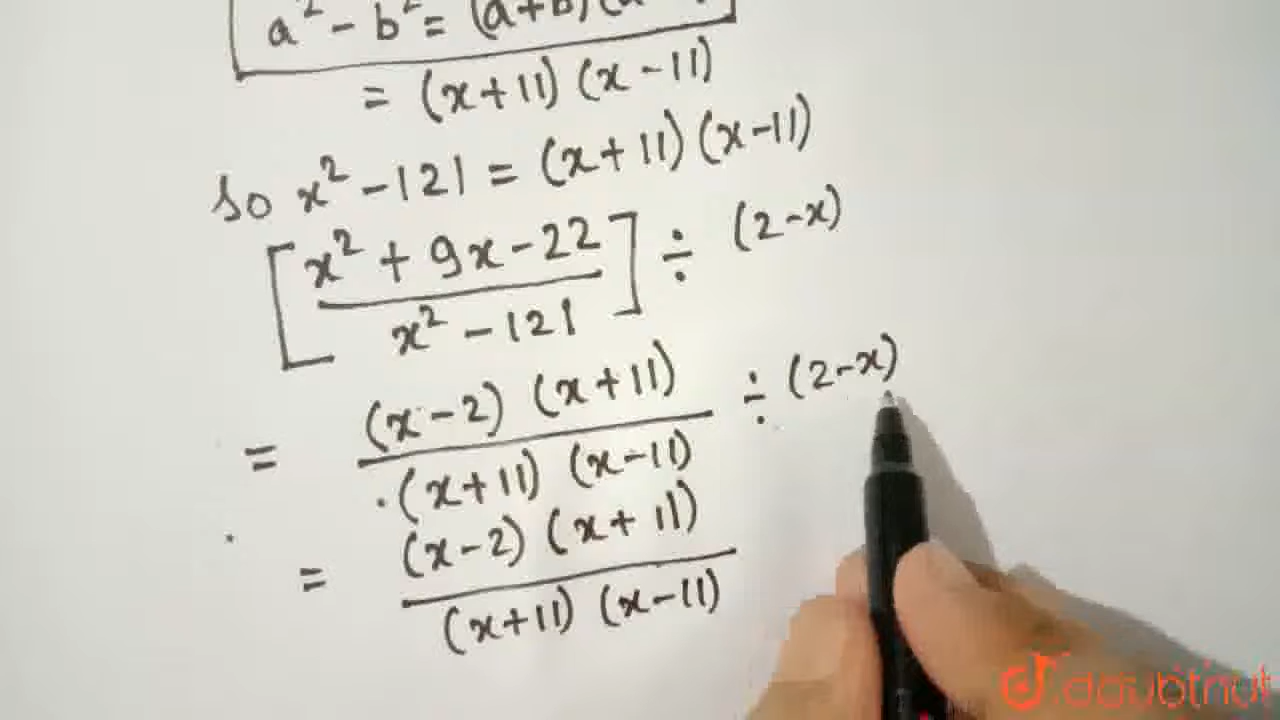 a² - b² = (a+b) (a
= (x+11) (x-11)
So x² -121 = (x+11) (x-11)
[x² + 9x - 22 / x² - 121] ÷ (2-x)
= (x-2) (x+11) / (x+11) (x-11) ÷ (2-x)
= (x-2) (x+11) / (x+11) (x-11)
doubtnut